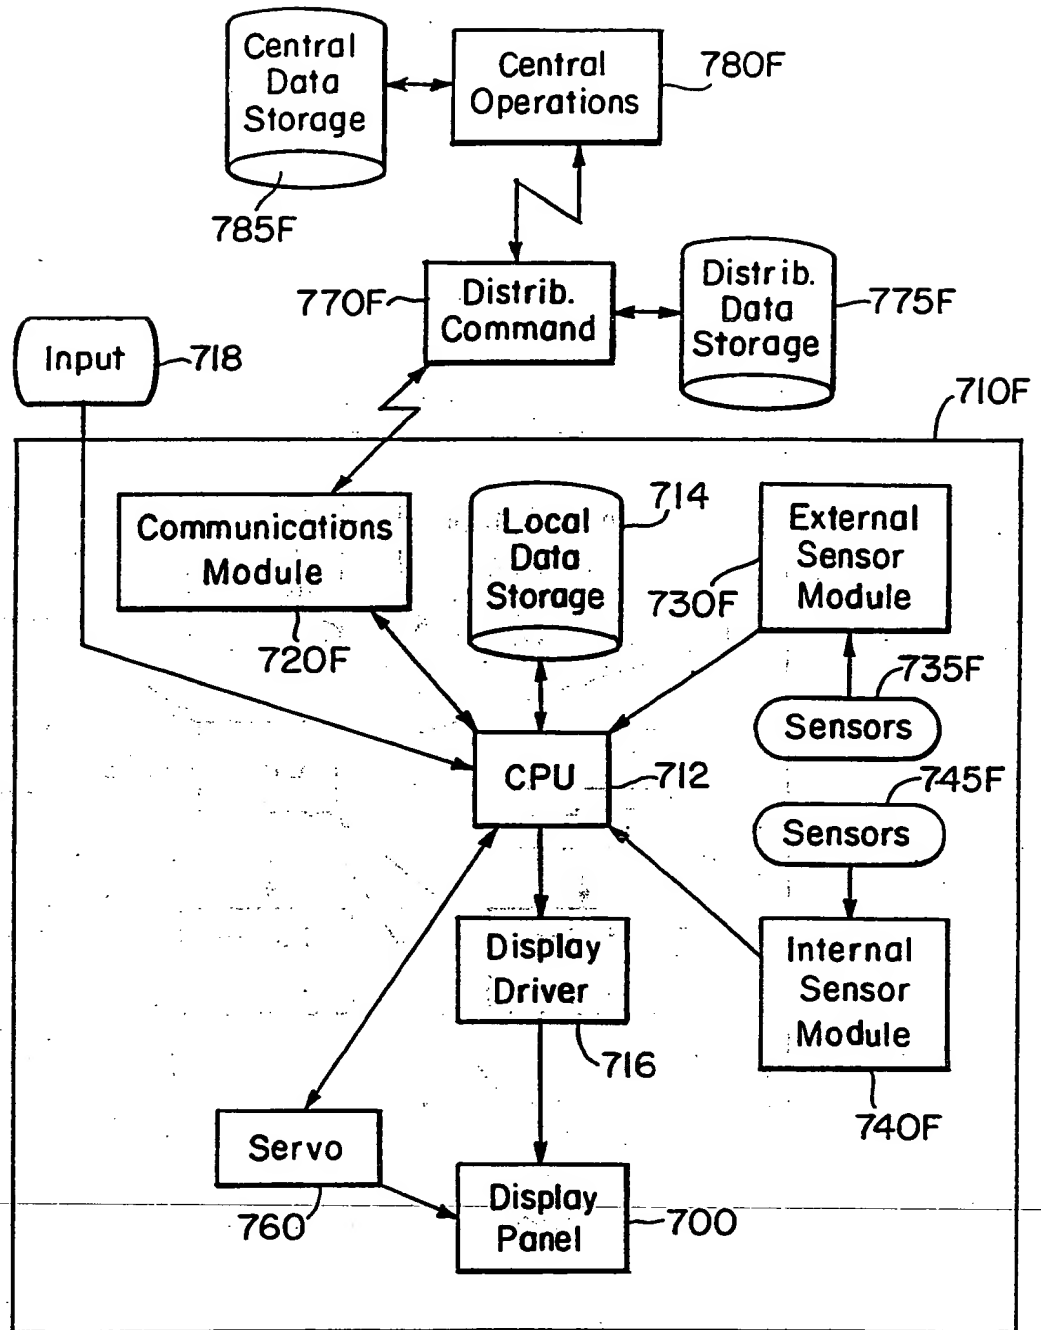 Central
Data
Storage
785F
Central
Operations
780F
770F
Distrib.
Command
Distrib.
Data
Storage
775F
Input
718
710F
Communications
Module
720F
Local
Data
Storage
714
External
Sensor
Module
730F
735F
Sensors
CPU
712
745F
Sensors
Display
Driver
716
Internal
Sensor
Module
740F
Servo
760
Display
Panel
700